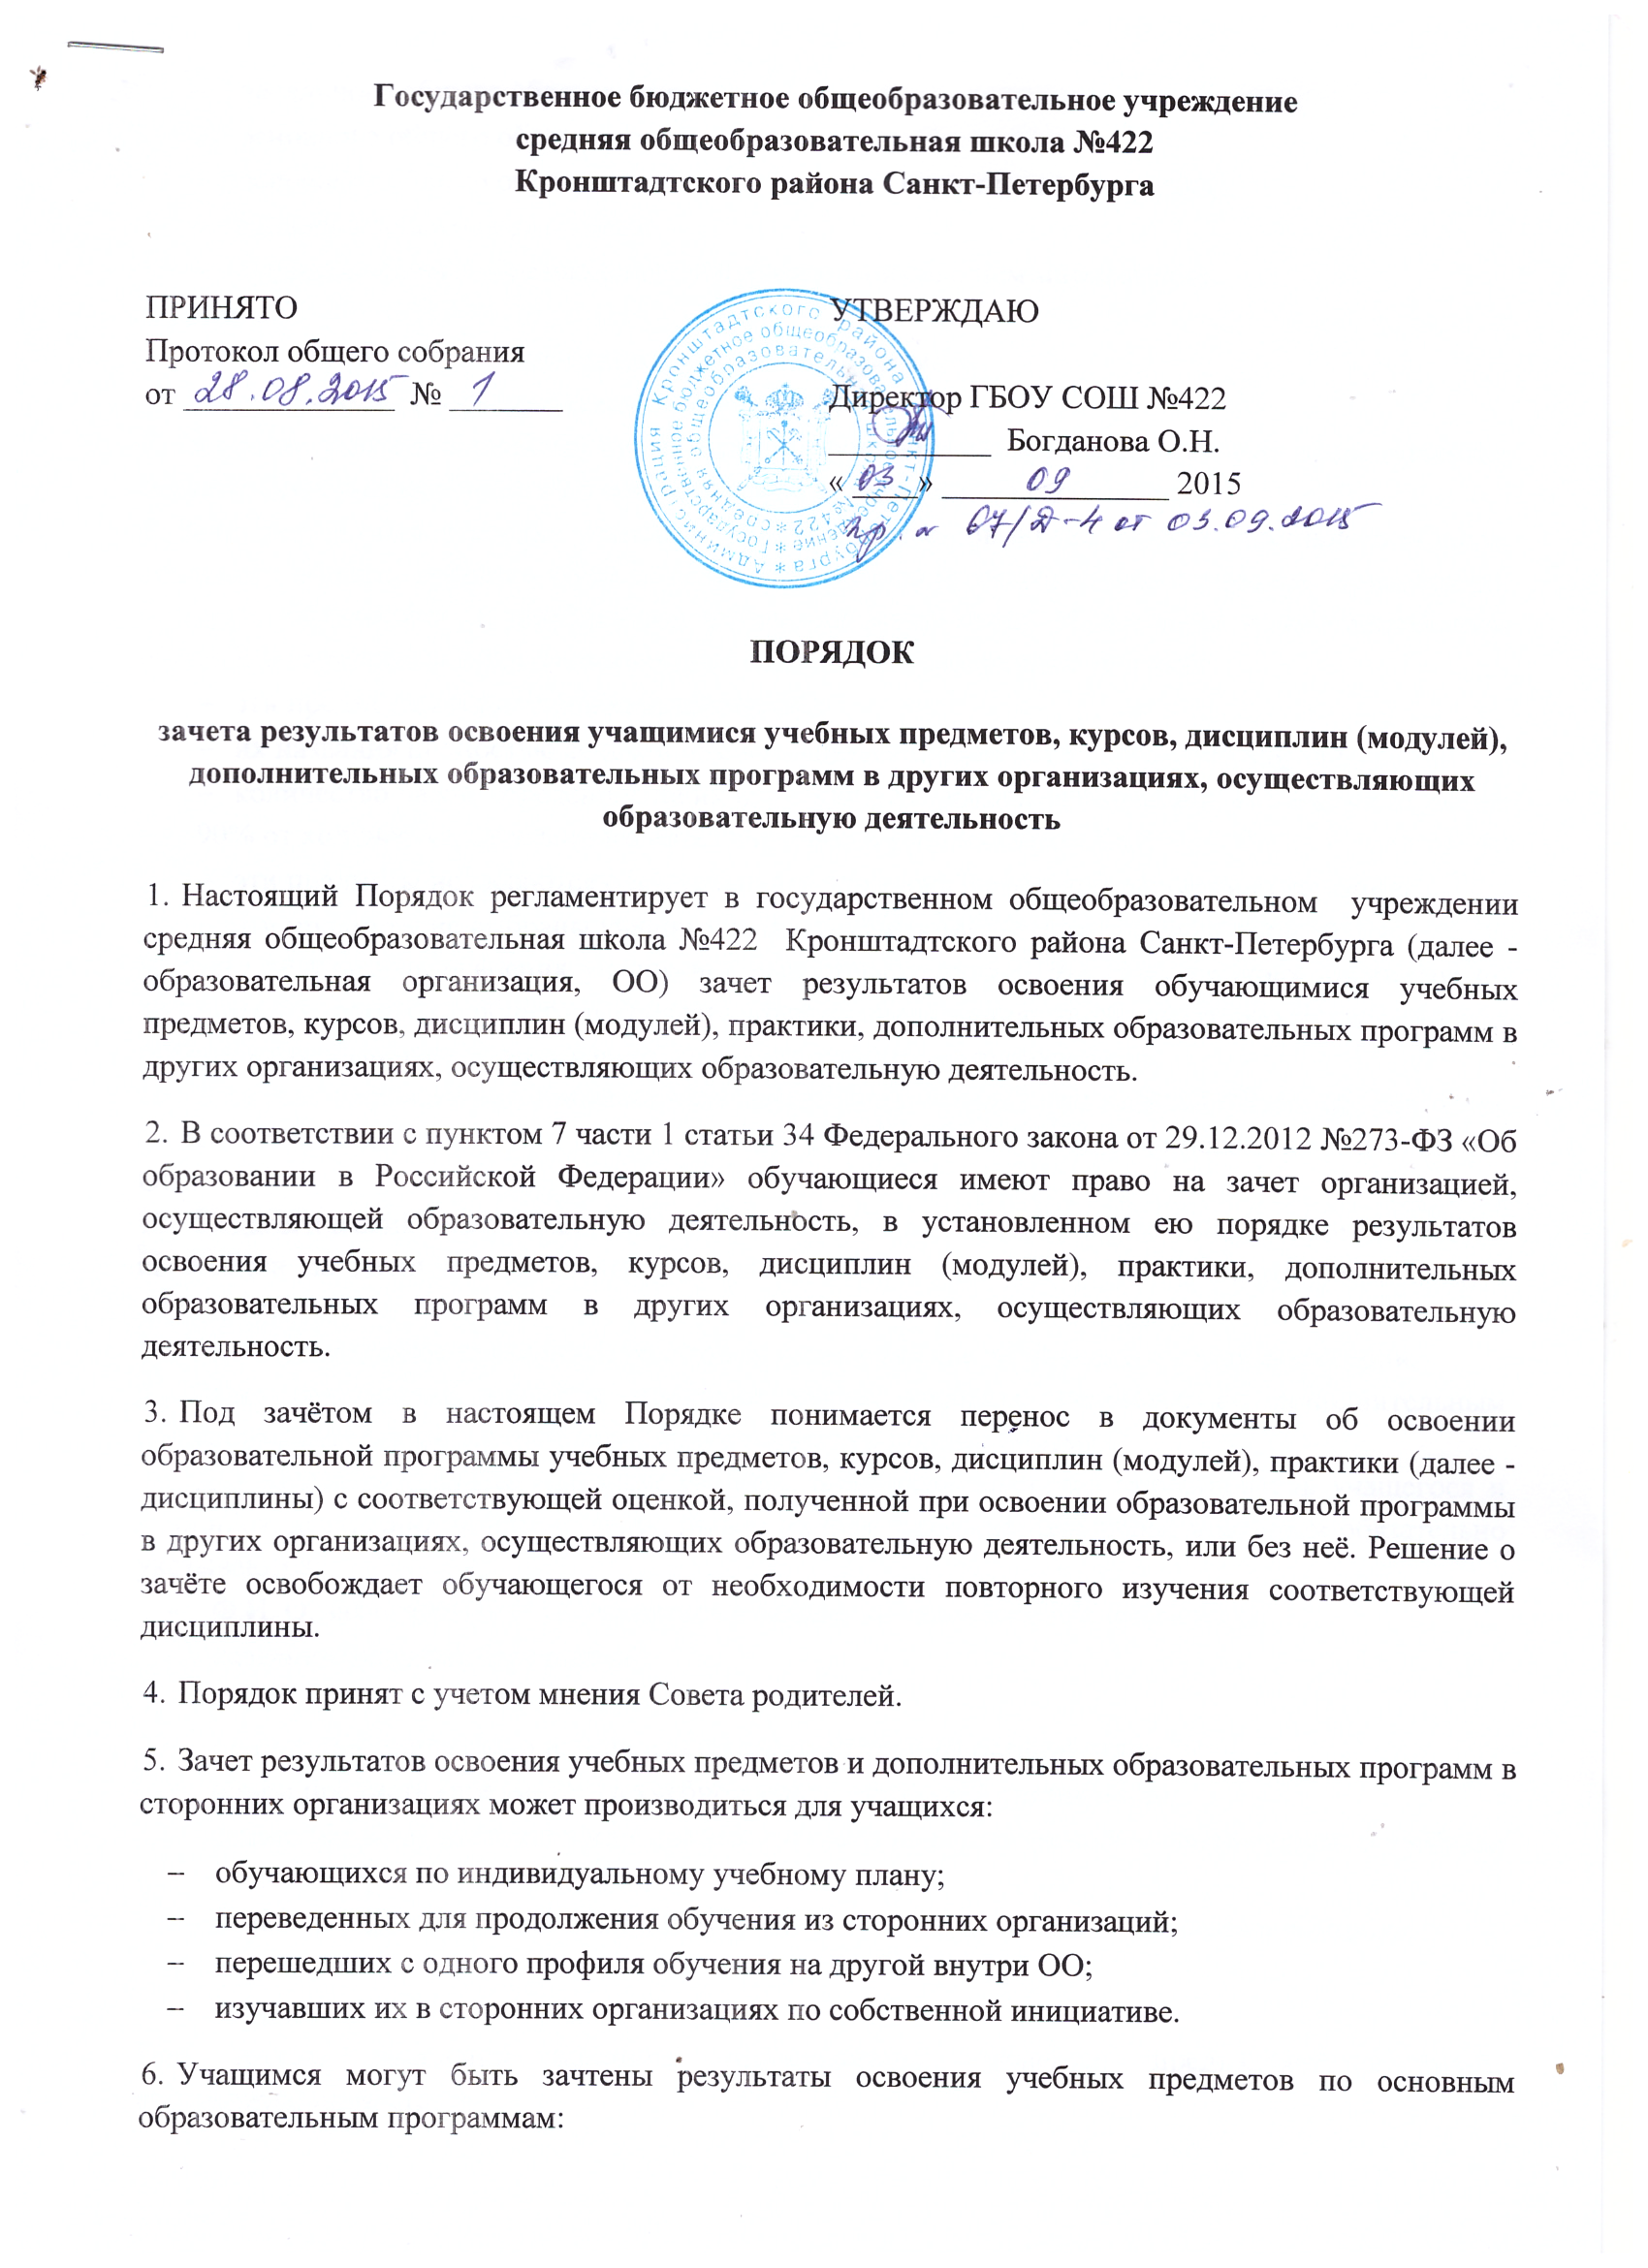 Государственное бюджетное общеобразовательное учреждение
средняя общеобразовательная школа №422
Кронштадтского района Санкт-Петербурга
ПРИНЯТО
Протокол общего собрания
от 28.08.2015 № 1
УТВЕРЖДАЮ
Директор ГБОУ СОШ №422
Богданова О.Н.
« 03 » 09 2015
67/Д-4 от 03.09.2015
ПОРЯДОК
зачета результатов освоения учащимися учебных предметов, курсов, дисциплин (модулей),
дополнительных образовательных программ в других организациях, осуществляющих
образовательную деятельность
1. Настоящий Порядок регламентирует в государственном общеобразовательном учреждении
средняя общеобразовательная школа №422 Кронштадтского района Санкт-Петербурга (далее -
образовательная организация, ОО) зачет результатов освоения обучающимися учебных
предметов, курсов, дисциплин (модулей), практики, дополнительных образовательных программ в
других организациях, осуществляющих образовательную деятельность.
2. В соответствии с пунктом 7 части 1 статьи 34 Федерального закона от 29.12.2012 №273-ФЗ «Об
образовании в Российской Федерации» обучающиеся имеют право на зачет организацией,
осуществляющей образовательную деятельность, в установленном ею порядке результатов
освоения учебных предметов, курсов, дисциплин (модулей), практики, дополнительных
образовательных программ в других организациях, осуществляющих образовательную
деятельность.
3. Под зачётом в настоящем Порядке понимается перенос в документы об освоении
образовательной программы учебных предметов, курсов, дисциплин (модулей), практики (далее -
дисциплины) с соответствующей оценкой, полученной при освоении образовательной программы
в других организациях, осуществляющих образовательную деятельность, или без неё. Решение о
зачёте освобождает обучающегося от необходимости повторного изучения соответствующей
дисциплины.
4. Порядок принят с учетом мнения Совета родителей.
5. Зачет результатов освоения учебных предметов и дополнительных образовательных программ в
сторонних организациях может производиться для учащихся:
– обучающихся по индивидуальному учебному плану;
– переведенных для продолжения обучения из сторонних организаций;
– перешедших с одного профиля обучения на другой внутри ОО;
– изучавших их в сторонних организациях по собственной инициативе.
6. Учащимся могут быть зачтены результаты освоения учебных предметов по основным
образовательным программам: